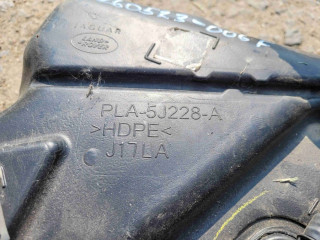 JAGUAR
LAND-
ROVER
PLA-5J228-A
>HDPE<
J17LA